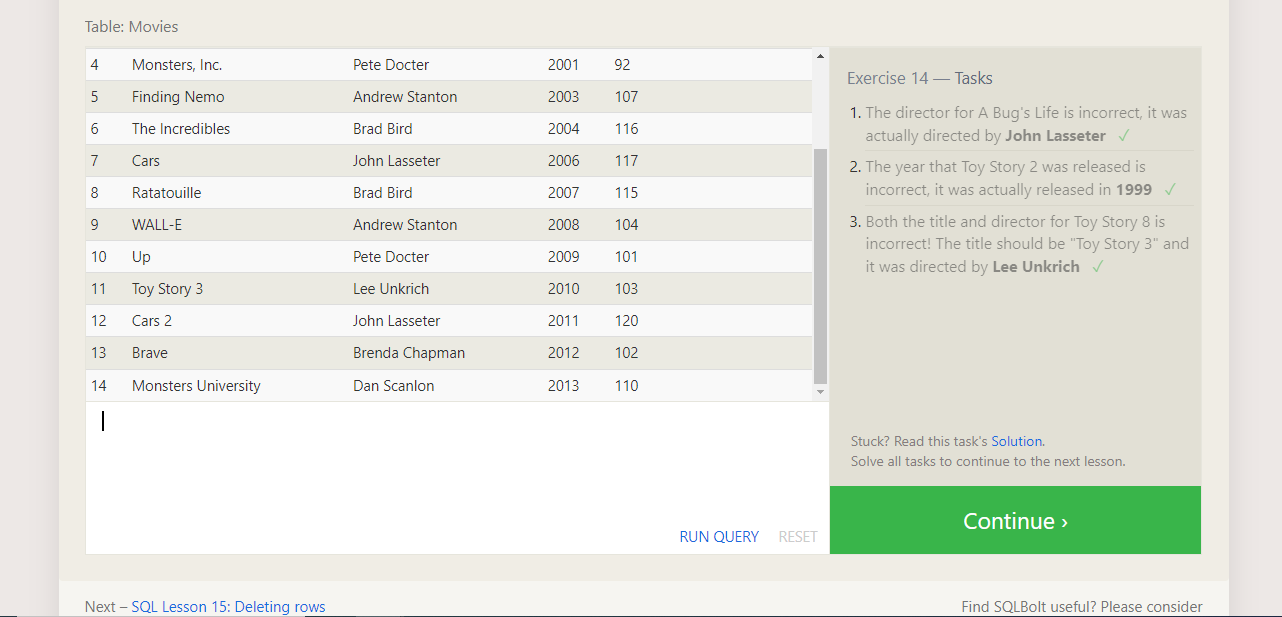 Table: Movies
4 Monsters, Inc. Pete Docter 2001 92
5 Finding Nemo Andrew Stanton 2003 107
6 The Incredibles Brad Bird 2004 116
7 Cars John Lasseter 2006 117
8 Ratatouille Brad Bird 2007 115
9 WALL-E Andrew Stanton 2008 104
10 Up Pete Docter 2009 101
11 Toy Story 3 Lee Unkrich 2010 103
12 Cars 2 John Lasseter 2011 120
13 Brave Brenda Chapman 2012 102
14 Monsters University Dan Scanlon 2013 110
RUN QUERY RESET
Exercise 14 — Tasks
1. The director for A Bug's Life is incorrect, it was
actually directed by John Lasseter ✓
2. The year that Toy Story 2 was released is
incorrect, it was actually released in 1999 ✓
3. Both the title and director for Toy Story 8 is
incorrect! The title should be "Toy Story 3" and
it was directed by Lee Unkrich ✓
Stuck? Read this task's Solution.
Solve all tasks to continue to the next lesson.
Continue ›
Next – SQL Lesson 15: Deleting rows
Find SQLBolt useful? Please consider